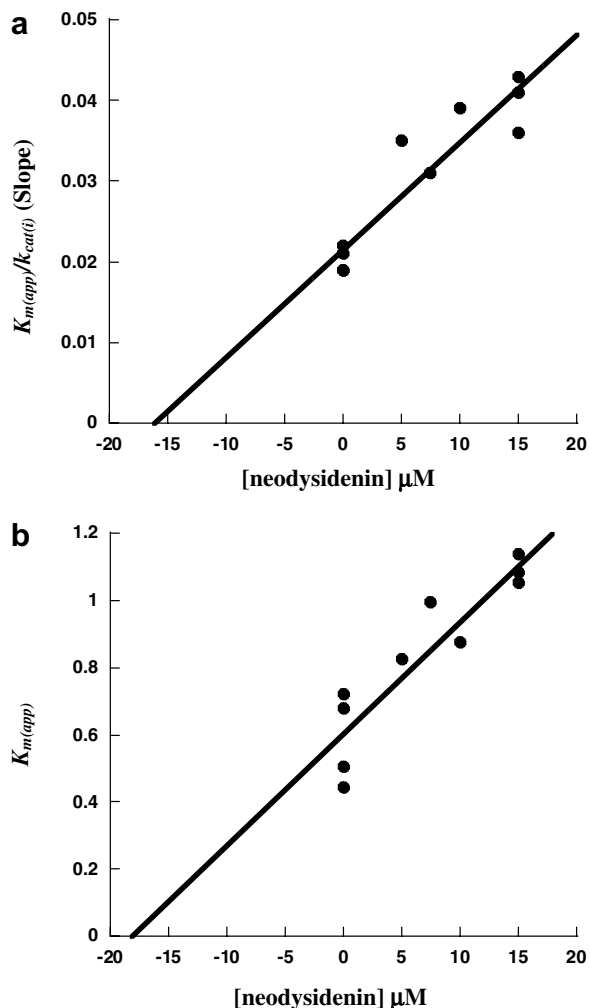 a
K_m(app)/k_cat(i) (Slope)
0.05
0.04
0.03
0.02
0.01
0
-20 -15 -10 -5 0 5 10 15 20
[neodysidenin] μM
b
K_m(app)
1.2
1
0.8
0.6
0.4
0.2
0
-20 -15 -10 -5 0 5 10 15 20
[neodysidenin] μM